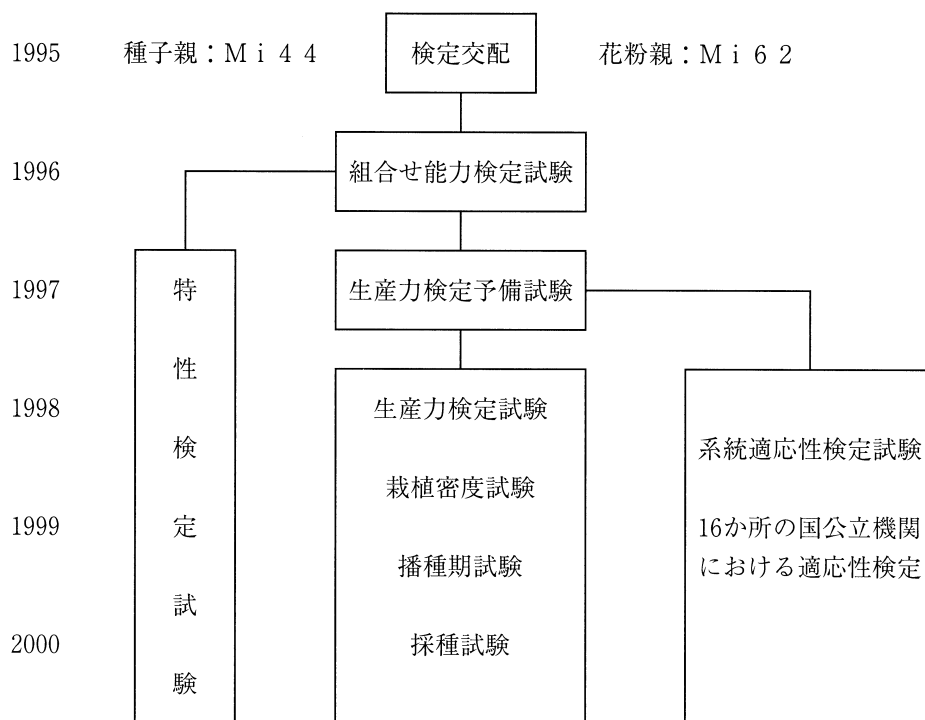 1995 種子親：Ｍｉ４４ 検定交配 花粉親：Ｍｉ６２
1996 組合せ能力検定試験
1997 生産力検定予備試験
特性検定試験
1998 生産力検定試験
系統適応性検定試験
栽植密度試験
1999 16か所の国公立機関
播種期試験 における適応性検定
2000 採種試験